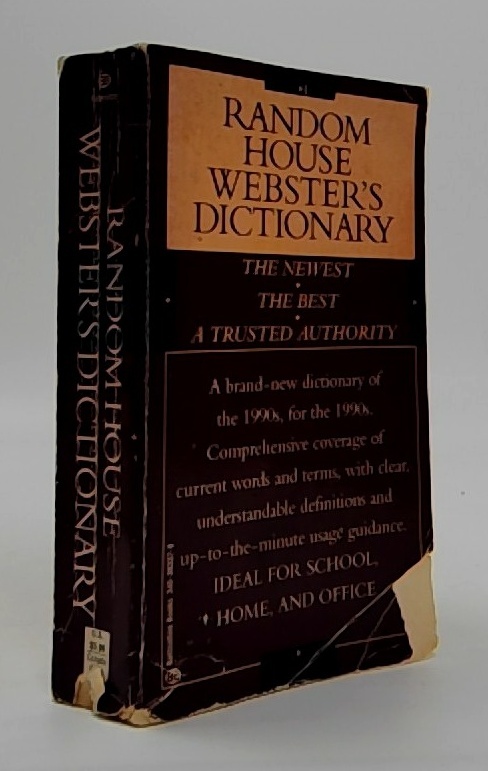 RANDOM
HOUSE
WEBSTER'S
DICTIONARY
THE NEWEST
•
THE BEST
•
A TRUSTED AUTHORITY
A brand-new dictionary of
the 1990s, for the 1990s.
Comprehensive coverage of
current words and terms, with clear,
understandable definitions and
up-to-the-minute usage guidance.
IDEAL FOR SCHOOL,
HOME, AND OFFICE
RANDOM HOUSE
WEBSTER'S DICTIONARY
Ballantine Books